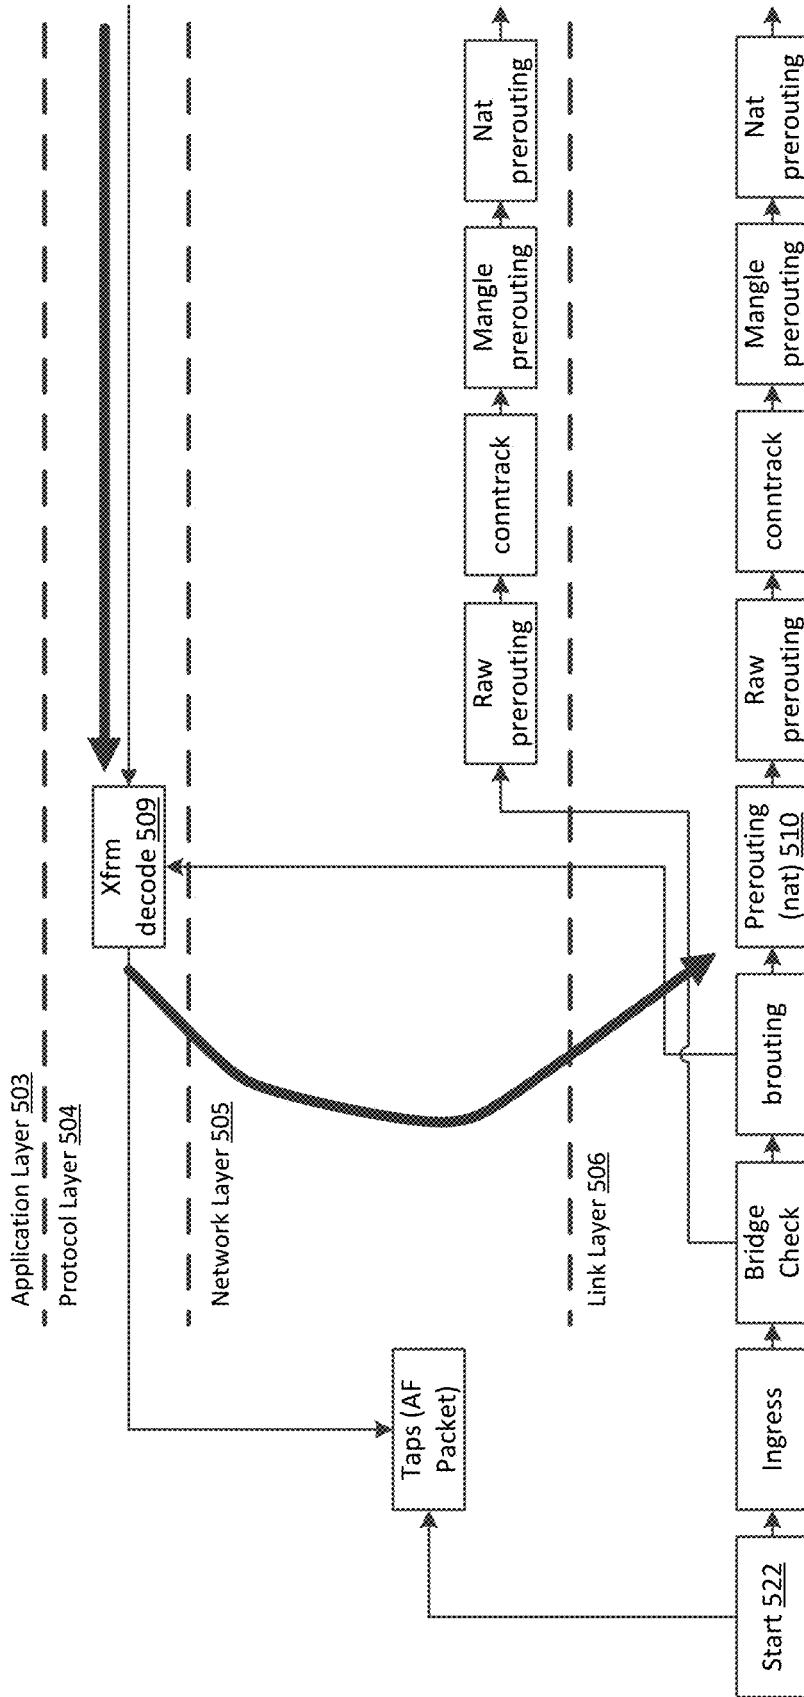 Application Layer 503
Protocol Layer 504
Xfrm
decode 509
Network Layer 505
Taps (AF
Packet)
Raw
prerouting
conntrack
Mangle
prerouting
Nat
prerouting
Link Layer 506
Start 522
Ingress
Bridge
Check
brouting
Prerouting
(nat) 510
Raw
prerouting
conntrack
Mangle
prerouting
Nat
prerouting